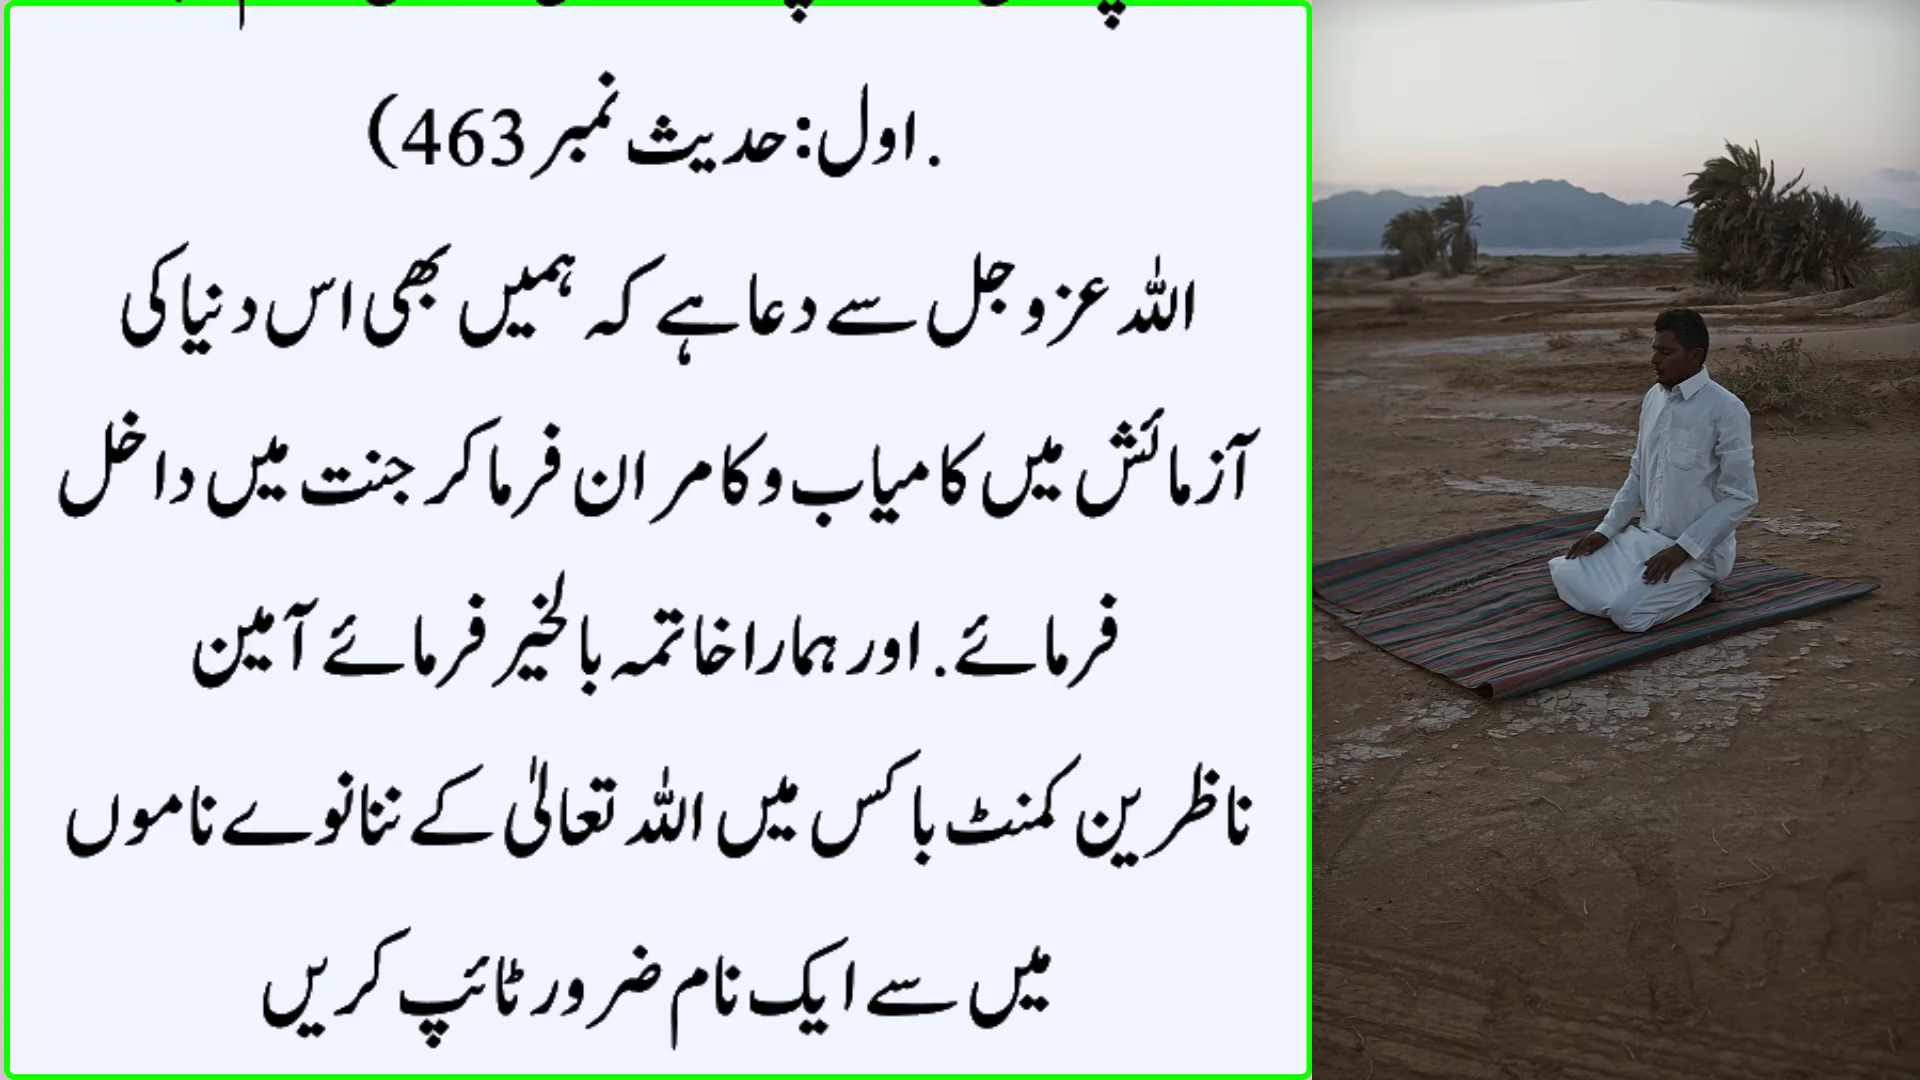 . اول: حدیث نمبر 463)
اللہ عزوجل سے دعا ہے کہ ہمیں بھی اس دنیا کی
آزمائش میں کامیاب و کامران فرما کر جنت میں داخل
فرمائے. اور ہمارا خاتمہ بالخیر فرمائے آمین
ناظرین کمنٹ باکس میں اللہ تعالیٰ کے ننانوے ناموں
میں سے ایک نام ضرور ٹائپ کریں